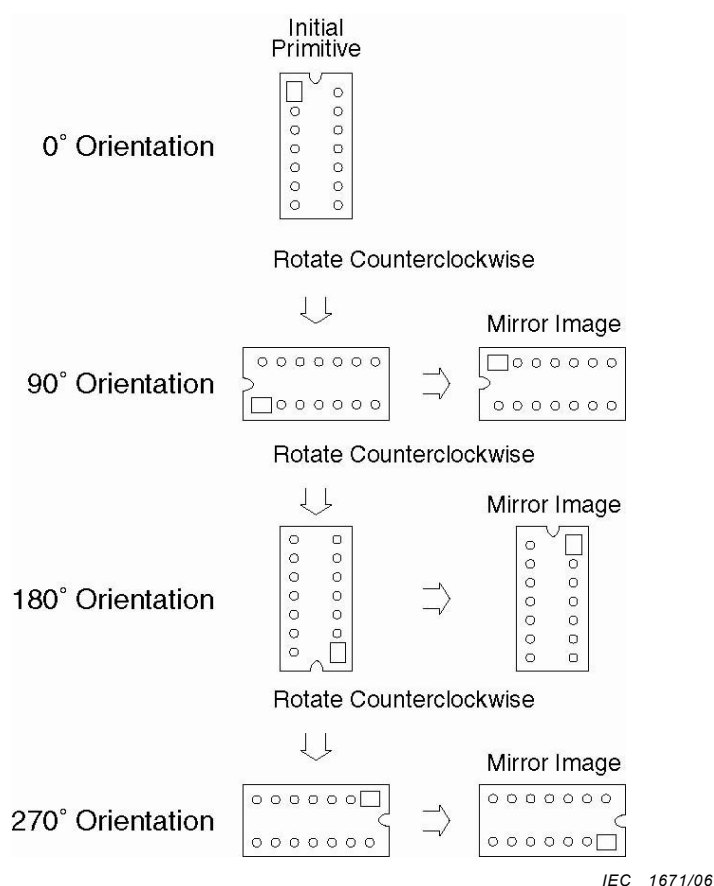 Initial
Primitive
0° Orientation
Rotate Counterclockwise
Mirror Image
90° Orientation
Rotate Counterclockwise
Mirror Image
180° Orientation
Rotate Counterclockwise
Mirror Image
270° Orientation
IEC 1671/06